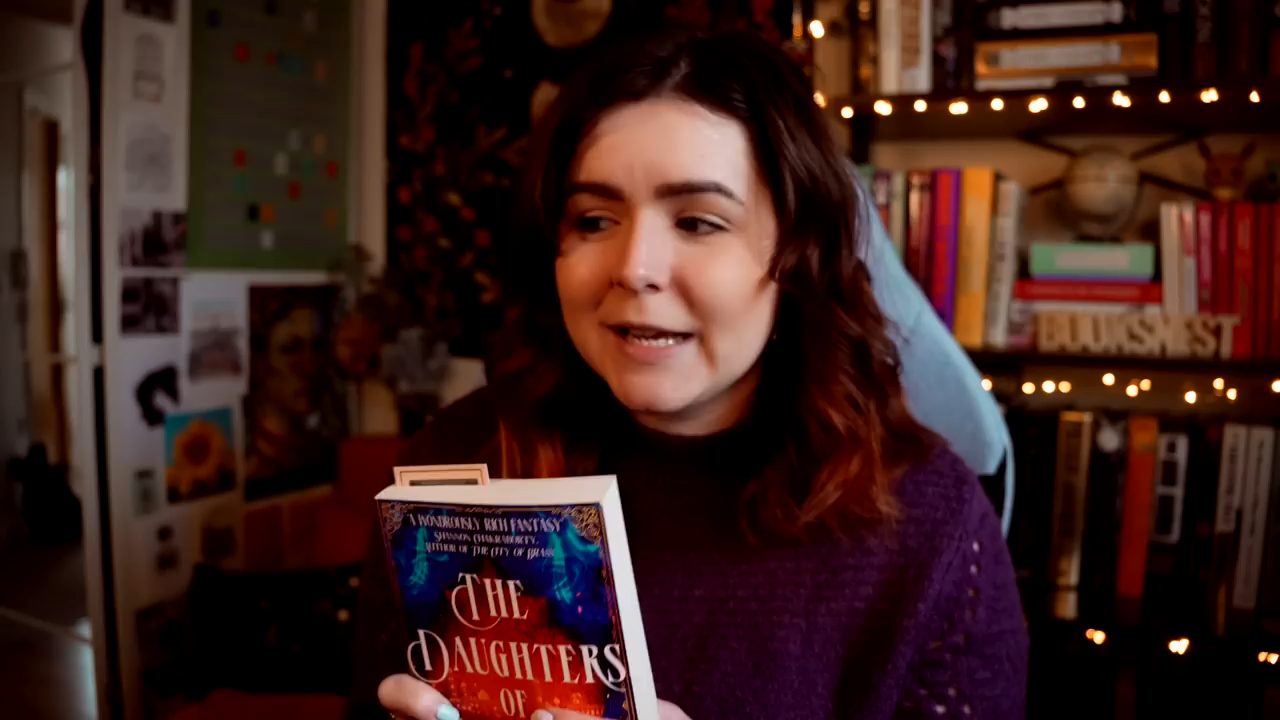 "A WONDROUSLY RICH FANTASY"
SHANNON CHAKRABORTY,
AUTHOR OF THE CITY OF BRASS
THE
DAUGHTERS
OF
BOOKSNEST